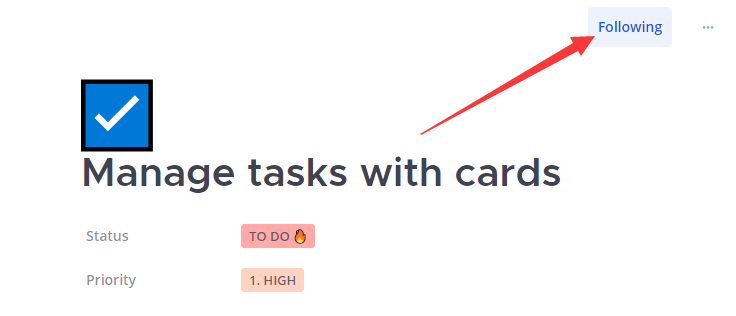 Following
Manage tasks with cards
Status
TO DO 🔥
Priority
1. HIGH